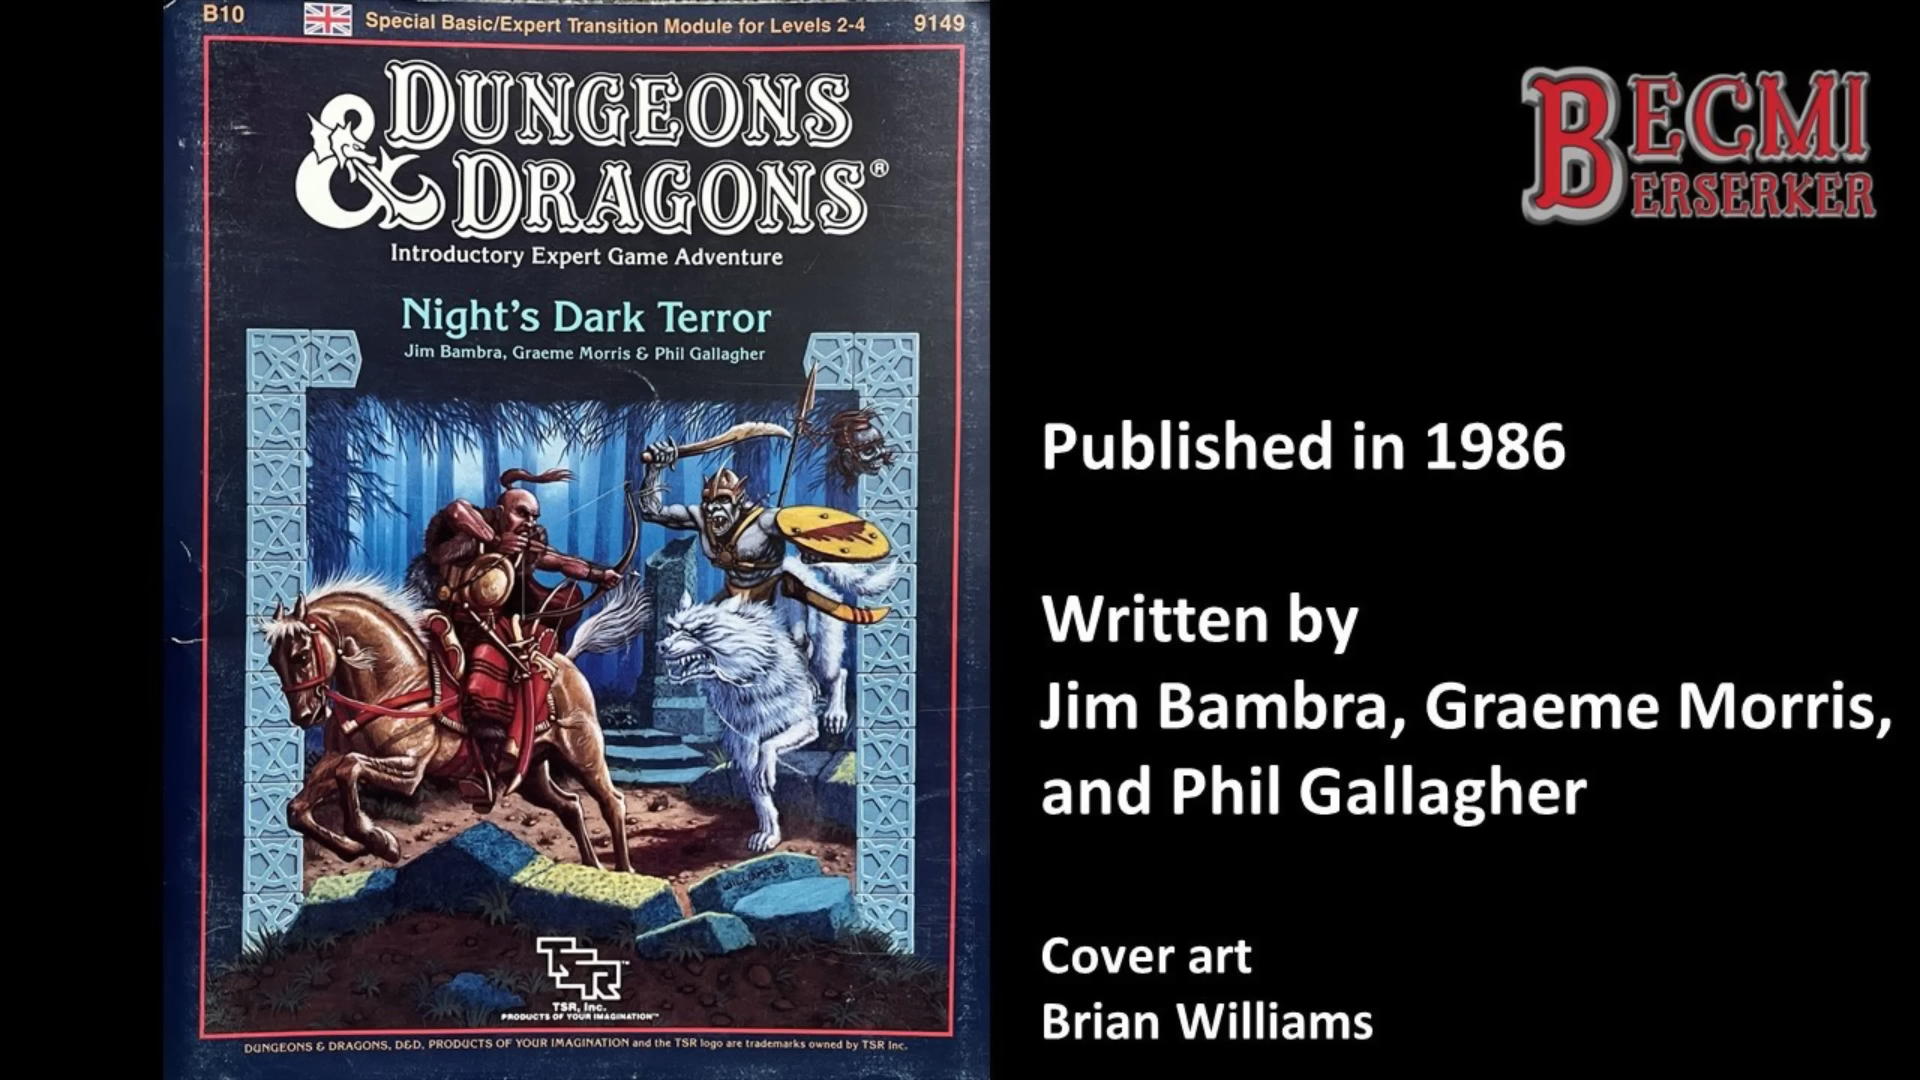 B10
Special Basic/Expert Transition Module for Levels 2-4
9149
DUNGEONS
& DRAGONS®
Introductory Expert Game Adventure
Night's Dark Terror
Jim Bambra, Graeme Morris & Phil Gallagher
WILLIAMS 85
TSR™
TSR, Inc.
PRODUCTS OF YOUR IMAGINATION™
DUNGEONS & DRAGONS, D&D, PRODUCTS OF YOUR IMAGINATION and the TSR logo are trademarks owned by TSR Inc.
BECMI
BERSERKER
Published in 1986
Written by
Jim Bambra, Graeme Morris,
and Phil Gallagher
Cover art
Brian Williams